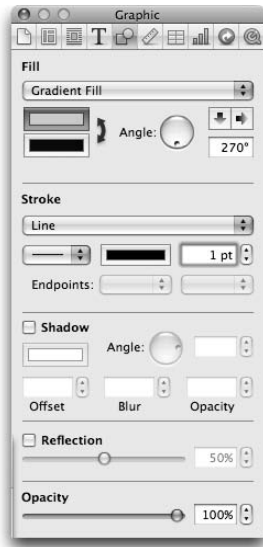 Graphic
T
Fill
Gradient Fill
Angle:
270°
Stroke
Line
1 pt
Endpoints:
Shadow
Angle:
Offset Blur Opacity
Reflection
50%
Opacity
100%